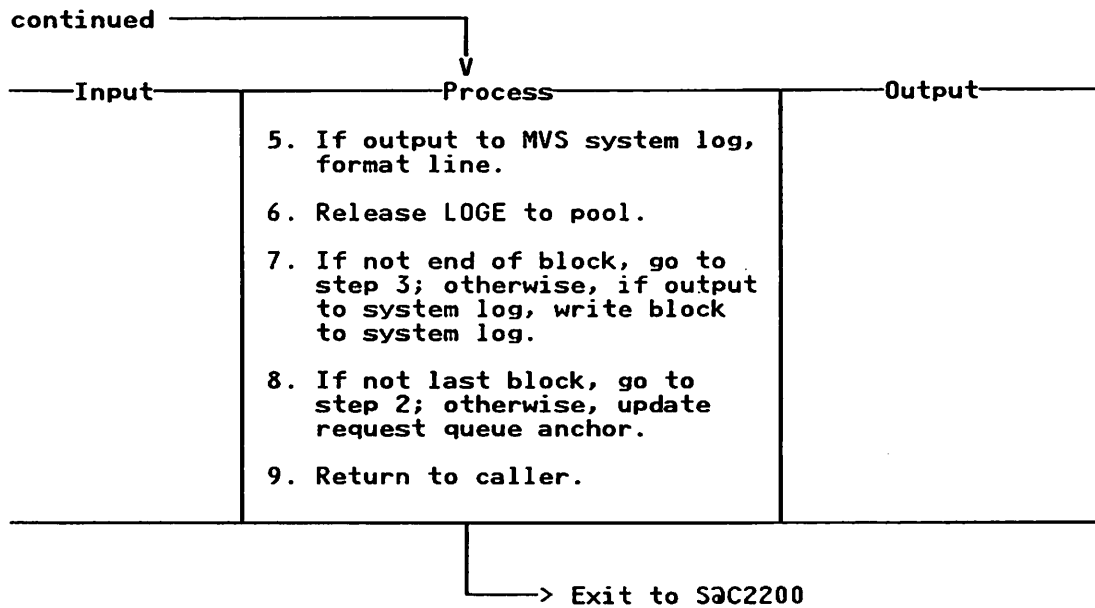 continued
V
Input Process Output
5. If output to MVS system log,
format line.
6. Release LOGE to pool.
7. If not end of block, go to
step 3; otherwise, if output
to system log, write block
to system log.
8. If not last block, go to
step 2; otherwise, update
request queue anchor.
9. Return to caller.
> Exit to S∂C2200